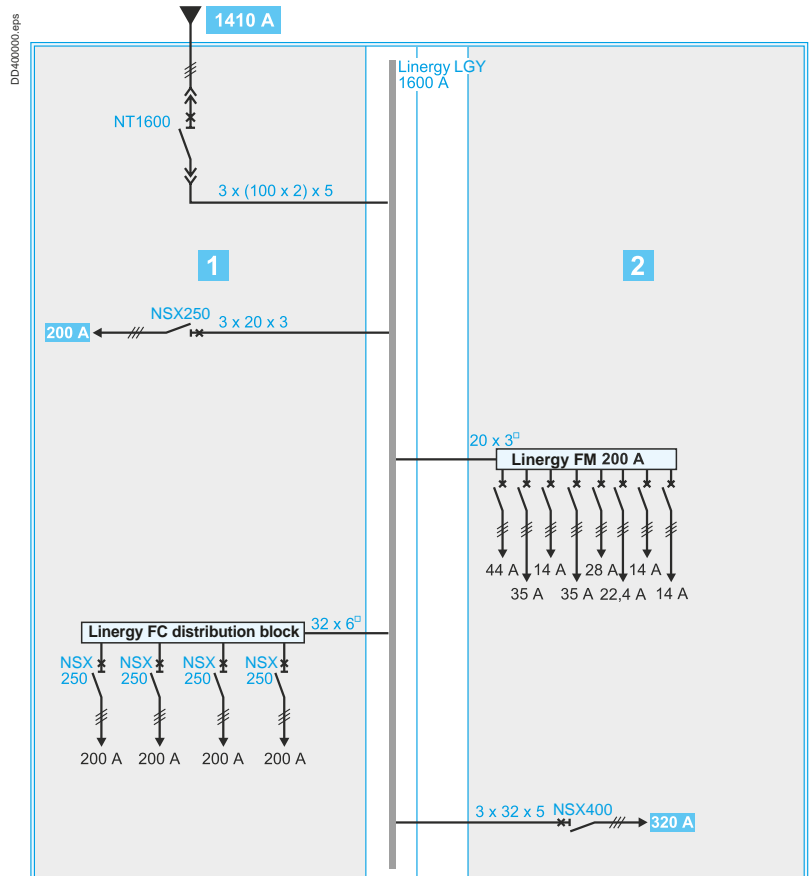 DD400000.eps
1410 A
Linergy LGY
1600 A
NT1600
3 x (100 x 2) x 5
1
2
NSX250
3 x 20 x 3
200 A
20 x 3□
Linergy FM 200 A
44 A
14 A
28 A
14 A
35 A
35 A
22,4 A
14 A
32 x 6□
Linergy FC distribution block
NSX
250
NSX
250
NSX
250
NSX
250
200 A
200 A
200 A
200 A
3 x 32 x 5
NSX400
320 A